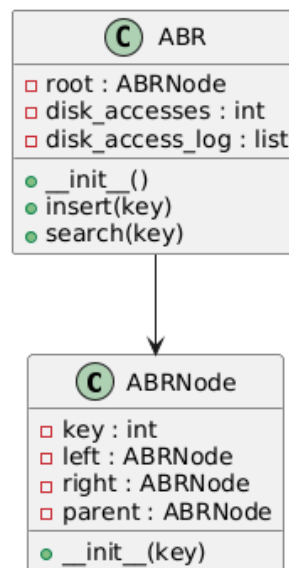 C ABR
root : ABRNode
disk_accesses : int
disk_access_log : list
__init__()
insert(key)
search(key)
C ABRNode
key : int
left : ABRNode
right : ABRNode
parent : ABRNode
__init__(key)